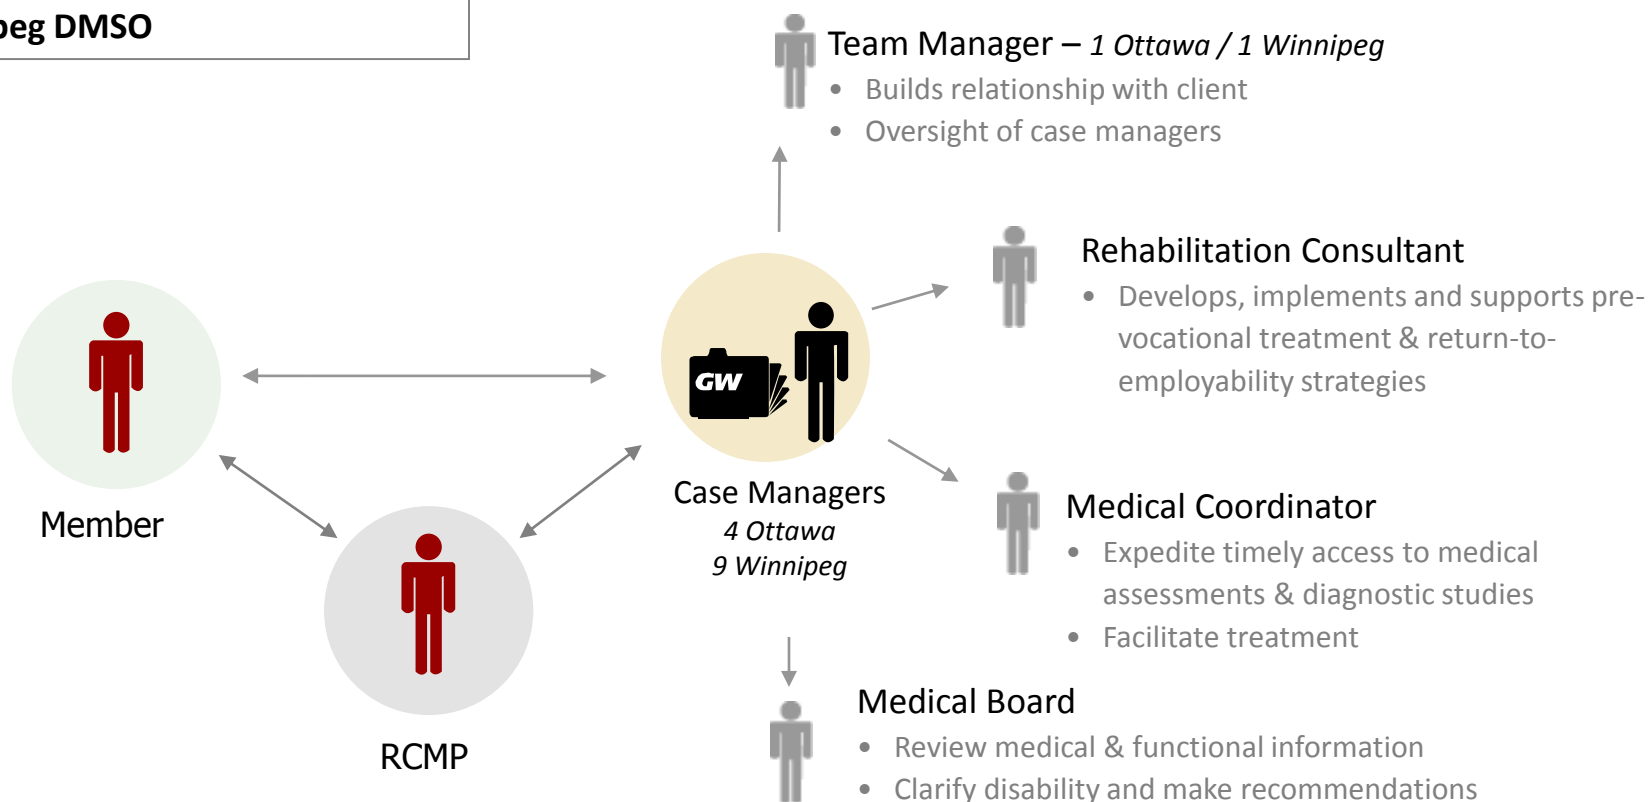 peg DMSO
Team Manager – 1 Ottawa / 1 Winnipeg
• Builds relationship with client
• Oversight of case managers
Rehabilitation Consultant
• Develops, implements and supports pre-
vocational treatment & return-to-
employability strategies
GW
Member
Case Managers
4 Ottawa
9 Winnipeg
Medical Coordinator
• Expedite timely access to medical
assessments & diagnostic studies
• Facilitate treatment
RCMP
Medical Board
• Review medical & functional information
• Clarify disability and make recommendations